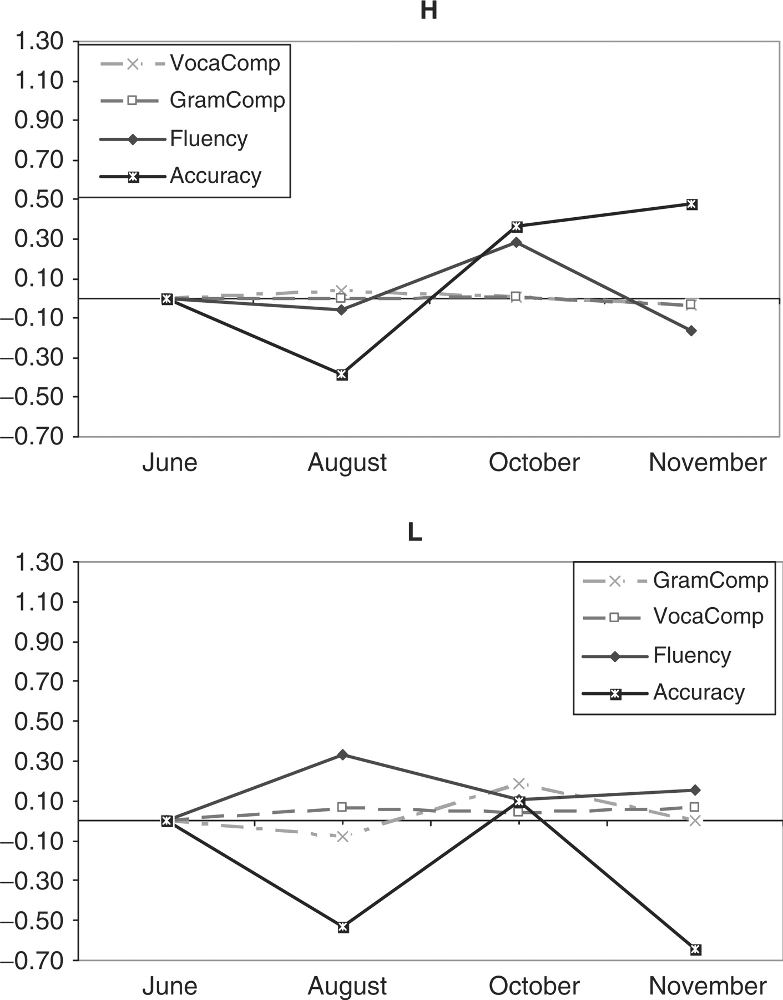 H
1.30
1.10
0.90
0.70
0.50
0.30
0.10
–0.10
–0.30
–0.50
–0.70
VocaComp
GramComp
Fluency
Accuracy
June August October November
L
1.30
1.10
0.90
0.70
0.50
0.30
0.10
–0.10
–0.30
–0.50
–0.70
GramComp
VocaComp
Fluency
Accuracy
June August October November